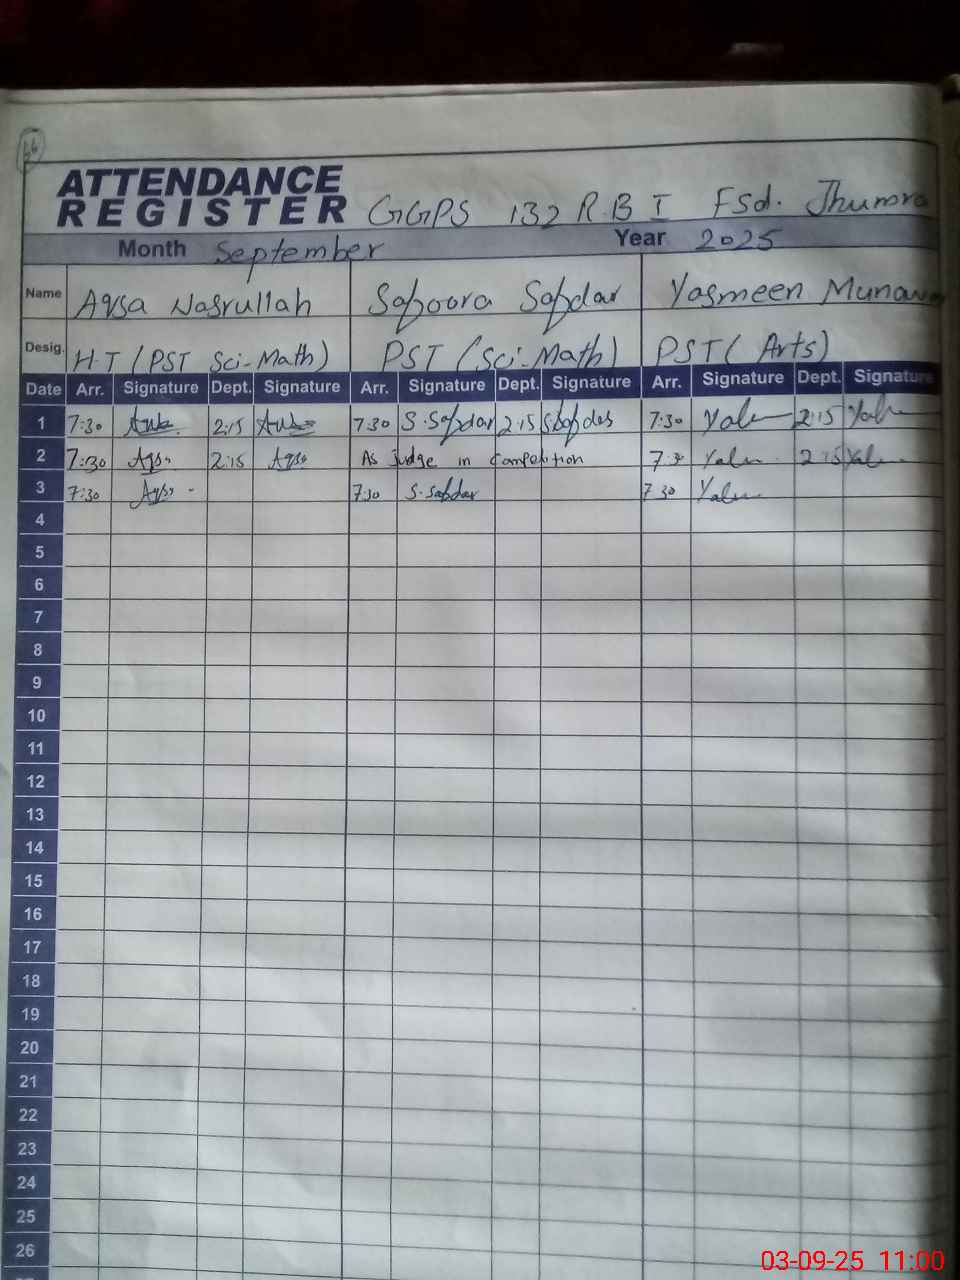 66
ATTENDANCE
REGISTER GGPS 132 R.B I Fsd. Jhumra
Month September Year 2025
Name Aqsa Nasrullah Safoora Safdar Yasmeen Munawar
Desig. H.T (PST Sci-Math) PST (Sci-Math) PST (Arts)
Date Arr. Signature Dept. Signature Arr. Signature Dept. Signature Arr. Signature Dept. Signature
1 7:30 2:15 7:30 S.Safdar 2:15 7:30 2:15
2 7:30 Aqsa 2:15 Aqsa As judge in Competition 7:30 2:15
3 7:30 Aqsa 7:30 S.Safdar 7:30
4
5
6
7
8
9
10
11
12
13
14
15
16
17
18
19
20
21
22
23
24
25
26
03-09-25 11:00